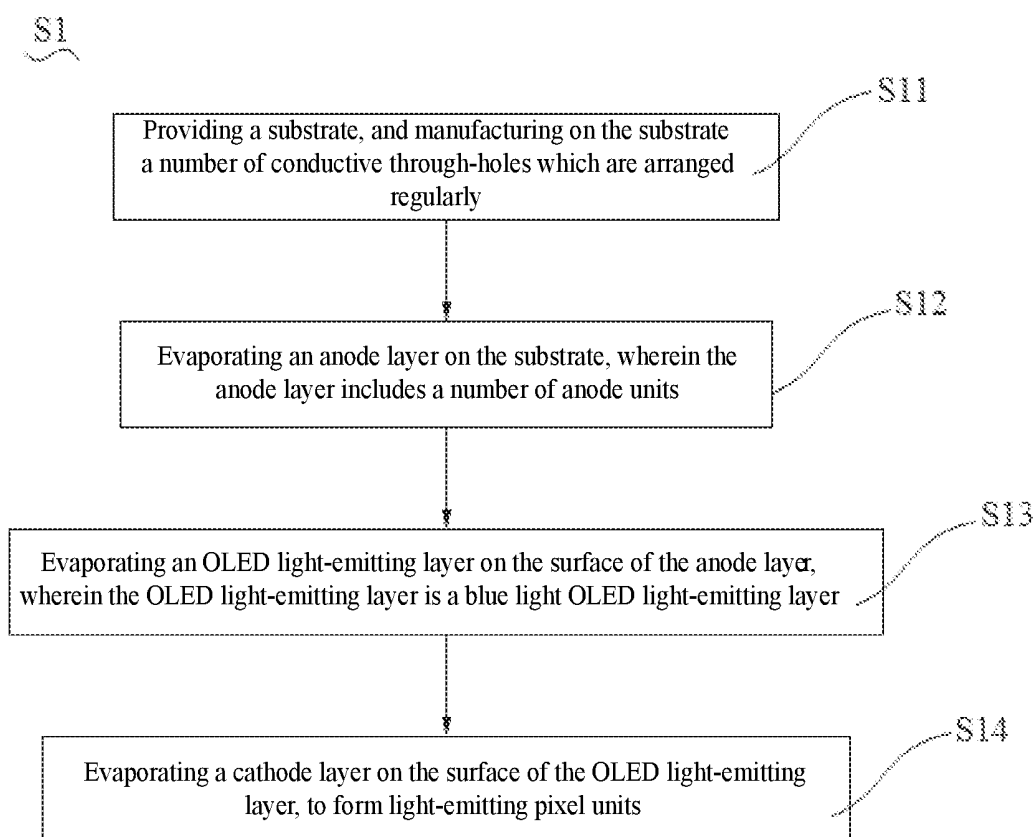 S1
S11
Providing a substrate, and manufacturing on the substrate
a number of conductive through-holes which are arranged
regularly
S12
Evaporating an anode layer on the substrate, wherein the
anode layer includes a number of anode units
S13
Evaporating an OLED light-emitting layer on the surface of the anode layer,
wherein the OLED light-emitting layer is a blue light OLED light-emitting layer
S14
Evaporating a cathode layer on the surface of the OLED light-emitting
layer, to form light-emitting pixel units